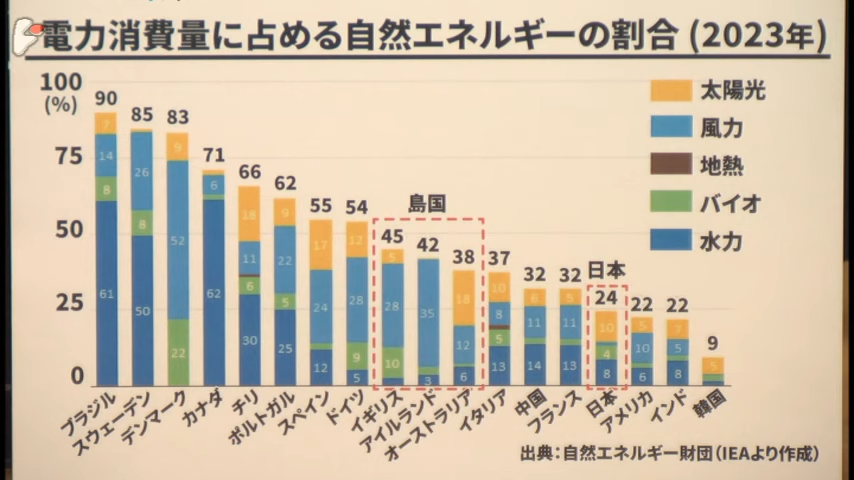 電力消費量に占める自然エネルギーの割合 (2023年)
100
(%)
75
50
25
0
太陽光
風力
地熱
バイオ
水力
島国
日本
90
7
14
8
61
85
26
8
50
83
9
52
22
71
6
62
66
18
11
6
30
62
9
22
5
25
55
17
24
12
54
12
28
9
5
45
5
28
10
42
35
3
38
18
12
6
37
10
8
5
13
32
6
11
14
32
5
11
13
24
10
4
8
22
5
10
6
22
7
5
8
9
5
ブラジル
スウェーデン
デンマーク
カナダ
チリ
ポルトガル
スペイン
ドイツ
イギリス
アイルランド
オーストラリア
イタリア
中国
フランス
日本
アメリカ
インド
韓国
出典：自然エネルギー財団（IEAより作成）